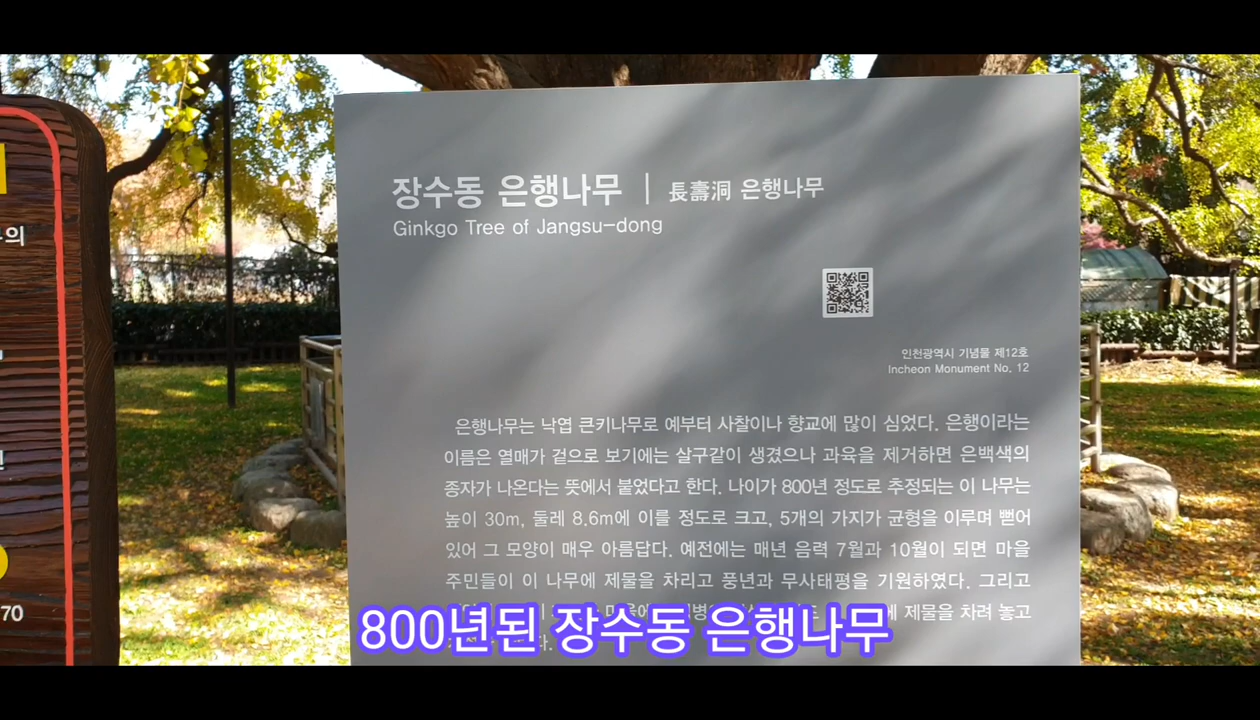 장수동 은행나무 | 長壽洞 은행나무
Ginkgo Tree of Jangsu-dong
인천광역시 기념물 제12호
Incheon Monument No. 12
은행나무는 낙엽 큰키나무로 예부터 사찰이나 향교에 많이 심었다. 은행이라는
이름은 열매가 겉으로 보기에는 살구같이 생겼으나 과육을 제거하면 은백색의
종자가 나온다는 뜻에서 붙었다고 한다. 나이가 800년 정도로 추정되는 이 나무는
높이 30m, 둘레 8.6m에 이를 정도로 크고, 5개의 가지가 균형을 이루며 뻗어
있어 그 모양이 매우 아름답다. 예전에는 매년 음력 7월과 10월이 되면 마을
주민들이 이 나무에 제물을 차리고 풍년과 무사태평을 기원하였다. 그리고
에 제물을 차려 놓고
800년된 장수동 은행나무
의
70